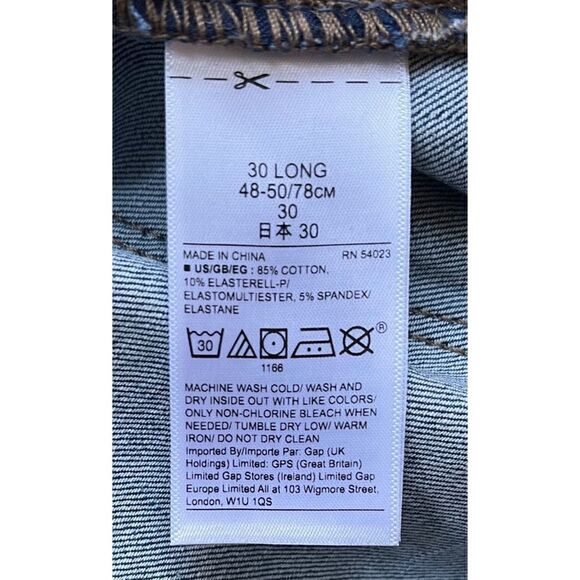 30 LONG
48-50/78CM
30
日本 30
MADE IN CHINA RN 54023
■ US/GB/EG : 85% COTTON,
10% ELASTERELL-P/
ELASTOMULTIESTER, 5% SPANDEX/
ELASTANE
30
®
1166
MACHINE WASH COLD/ WASH AND
DRY INSIDE OUT WITH LIKE COLORS/
ONLY NON-CHLORINE BLEACH WHEN
NEEDED/ TUMBLE DRY LOW/ WARM
IRON/ DO NOT DRY CLEAN
Imported By/Importe Par: Gap (UK
Holdings) Limited: GPS (Great Britain)
Limited Gap Stores (Ireland) Limited Gap
Europe Limited All at 103 Wigmore Street,
London, W1U 1QS